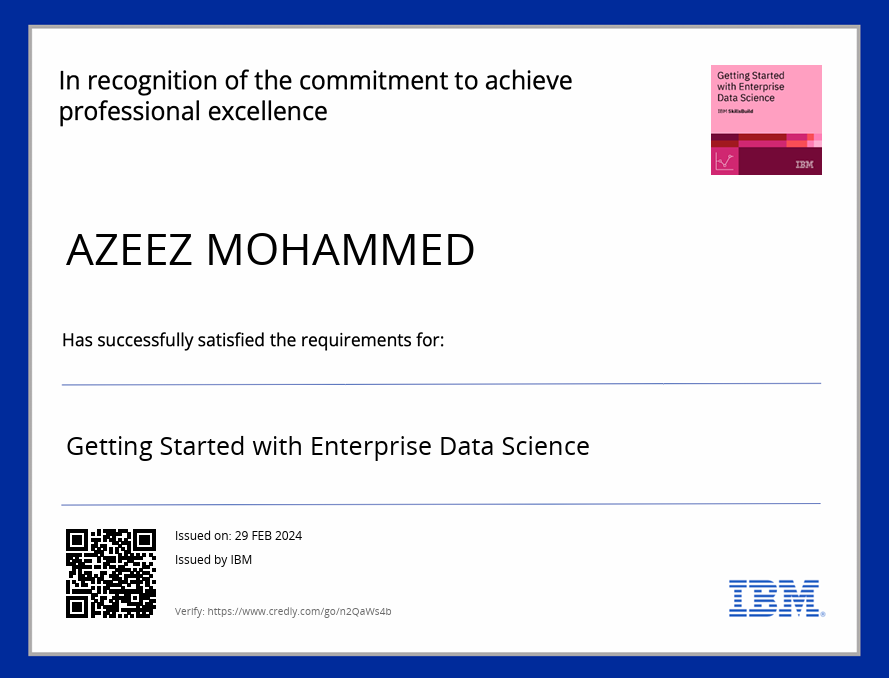 In recognition of the commitment to achieve
professional excellence
Getting Started
with Enterprise
Data Science
IBM SkillsBuild
IBM
AZEEZ MOHAMMED
Has successfully satisfied the requirements for:
Getting Started with Enterprise Data Science
Issued on: 29 FEB 2024
Issued by IBM
Verify: https://www.credly.com/go/n2QaWs4b
IBM®